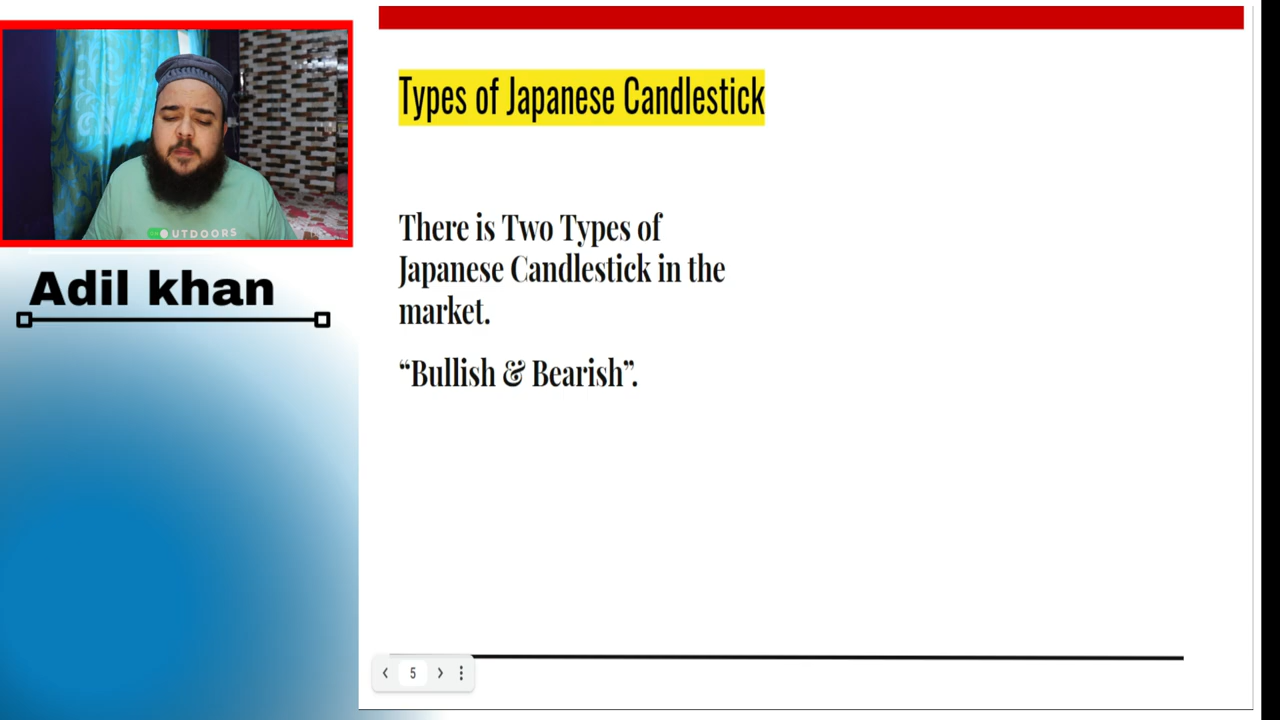 OUTDOORS
Adil khan
Types of Japanese Candlestick
There is Two Types of
Japanese Candlestick in the
market.
“Bullish & Bearish”.
5